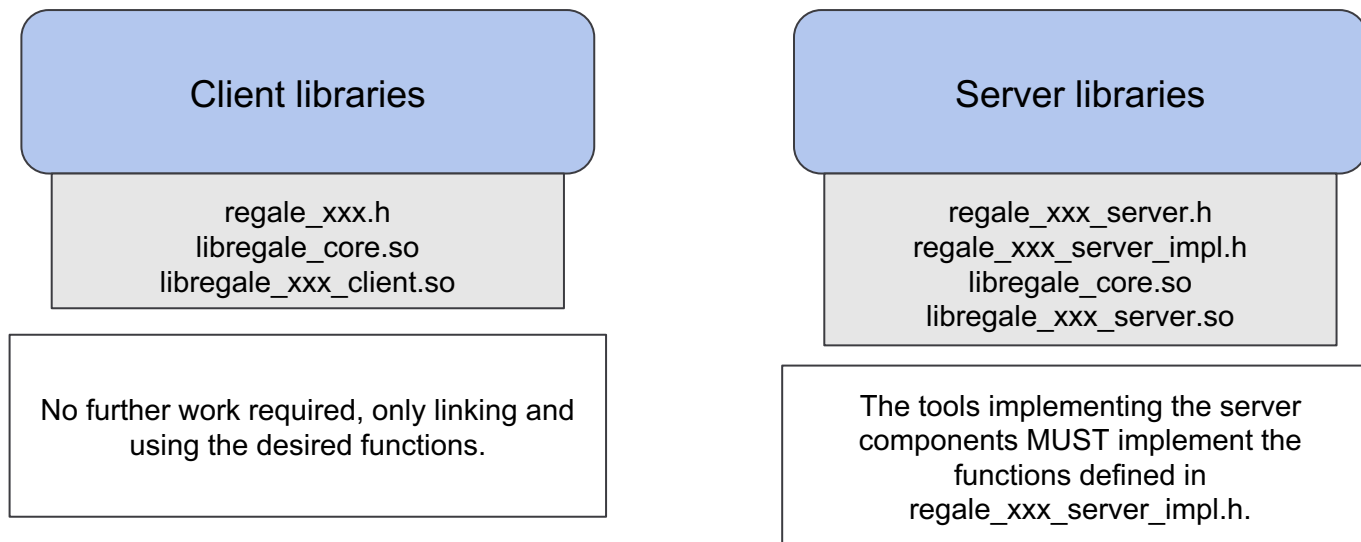 Client libraries
regale_xxx.h
libregale_core.so
libregale_xxx_client.so
No further work required, only linking and
using the desired functions.
Server libraries
regale_xxx_server.h
regale_xxx_server_impl.h
libregale_core.so
libregale_xxx_server.so
The tools implementing the server
components MUST implement the
functions defined in
regale_xxx_server_impl.h.